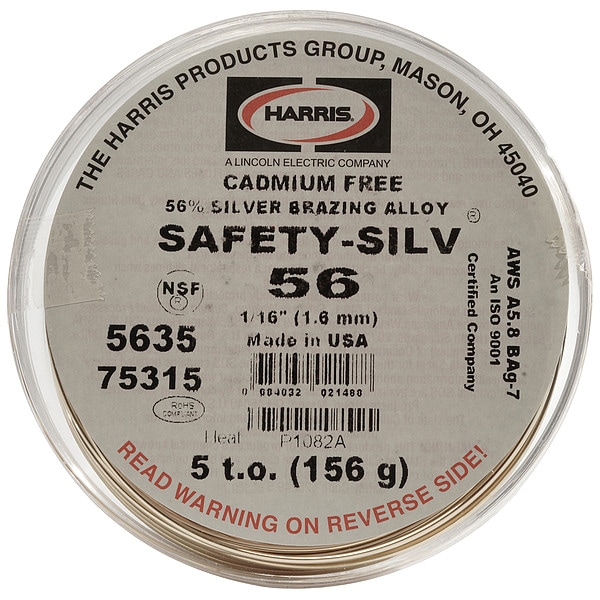 THE HARRIS PRODUCTS GROUP, MASON, OH 45040
HARRIS®
A LINCOLN ELECTRIC COMPANY
CADMIUM FREE
56% SILVER BRAZING ALLOY
SAFETY-SILV®
56
NSF®
1/16" (1.6 mm)
Made in USA
5635
75315
RoHS
COMPLIANT
AWS A5.8 BAg-7
An ISO 9001
Certified Company
021488
Heat P1082A
5 t.o. (156 g)
READ WARNING ON REVERSE SIDE!